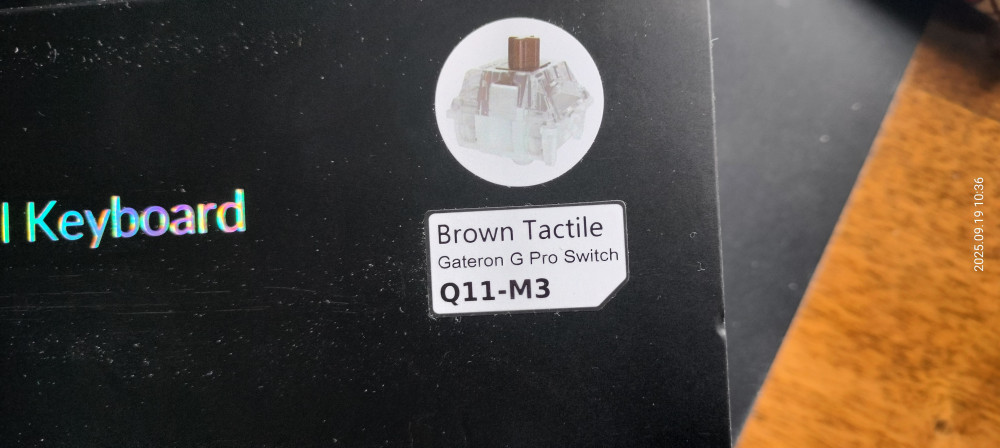 l Keyboard
Brown Tactile
Gateron G Pro Switch
Q11-M3
2025.09.19 10:36